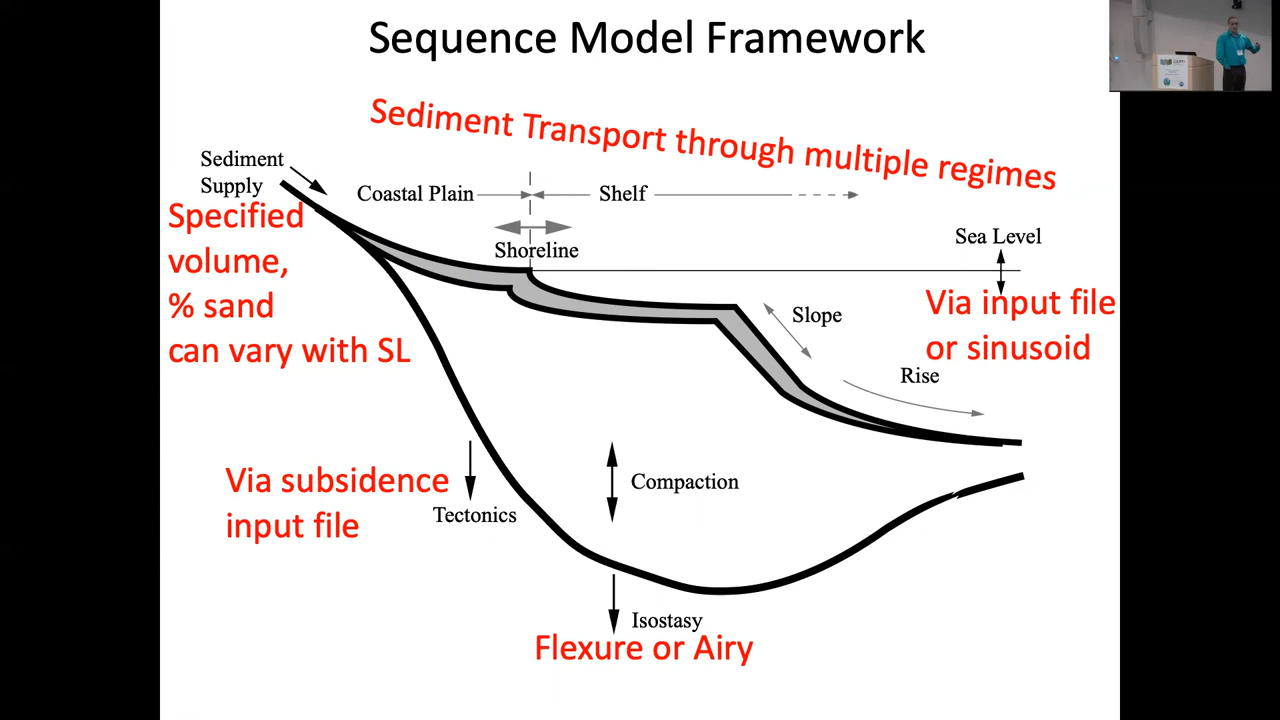 Sequence Model Framework
Sediment Transport through multiple regimes
Sediment
Supply
Coastal Plain
Shelf
Specified
volume,
% sand
can vary with SL
Shoreline
Sea Level
Via input file
or sinusoid
Slope
Rise
Via subsidence
input file
Tectonics
Compaction
Isostasy
Flexure or Airy